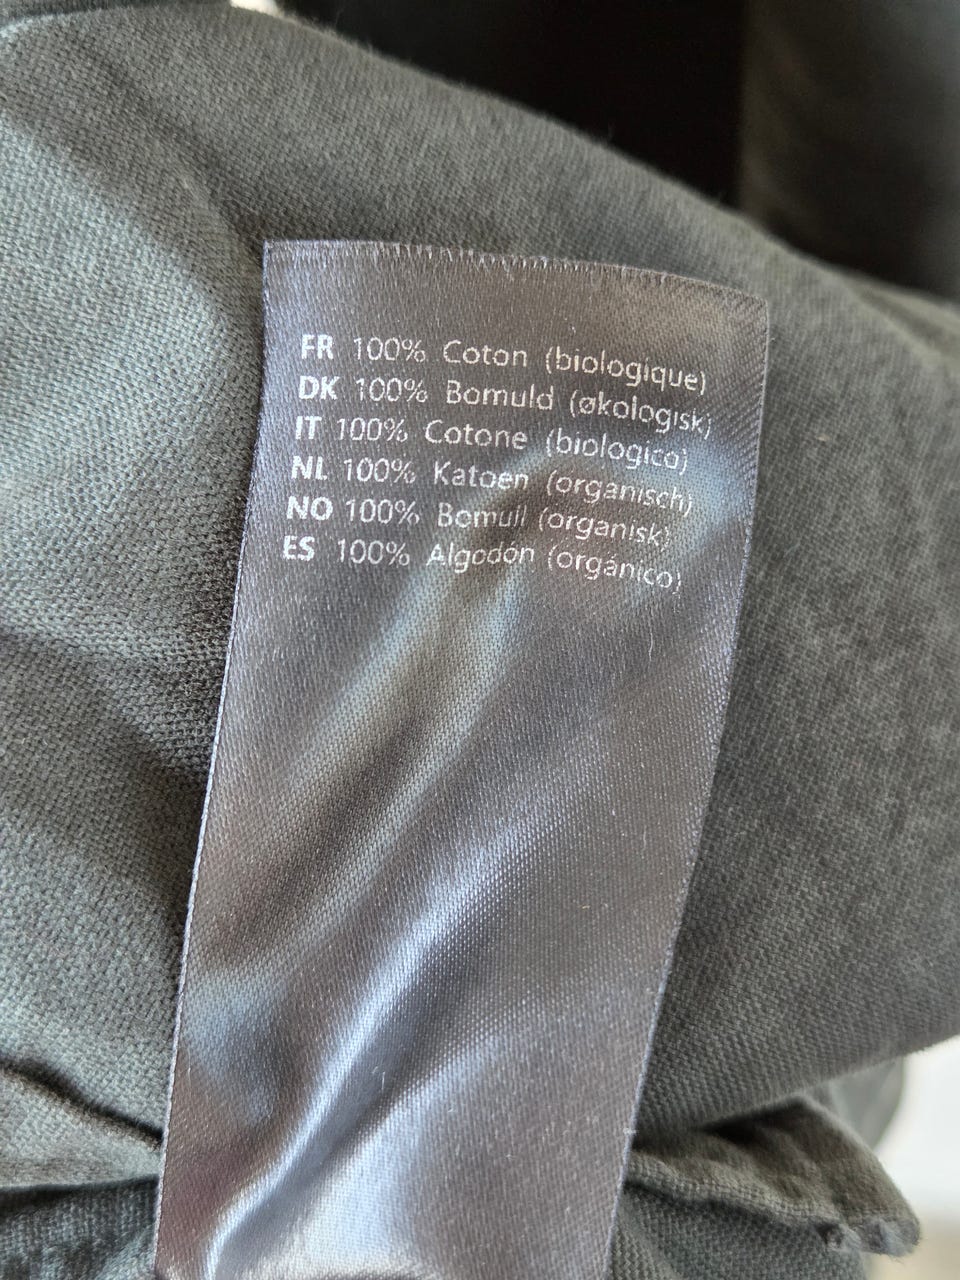 FR 100% Coton (biologique)
DK 100% Bomuld (økologisk)
IT 100% Cotone (biologico)
NL 100% Katoen (organisch)
NO 100% Bomull (organisk)
ES 100% Algodón (orgánico)